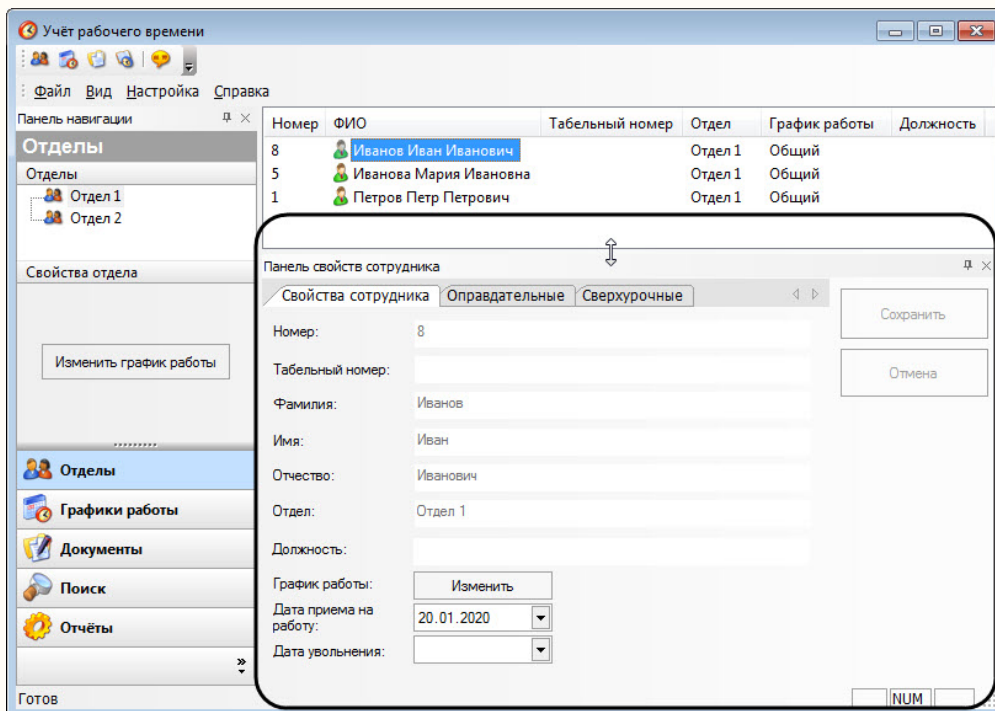 Учёт рабочего времени
Файл Вид Настройка Справка
Панель навигации
Отделы
Отделы
Отдел 1
Отдел 2
Свойства отдела
Изменить график работы
Отделы
Графики работы
Документы
Поиск
Отчёты
Номер ФИО Табельный номер Отдел График работы Должность
8 Иванов Иван Иванович Отдел 1 Общий
5 Иванова Мария Ивановна Отдел 1 Общий
1 Петров Петр Петрович Отдел 1 Общий
Панель свойств сотрудника
Свойства сотрудника Оправдательные Сверхурочные
Номер: 8
Табельный номер:
Фамилия: Иванов
Имя: Иван
Отчество: Иванович
Отдел: Отдел 1
Должность:
График работы: Изменить
Дата приема на
работу: 20.01.2020
Дата увольнения:
Сохранить
Отмена
Готов NUM